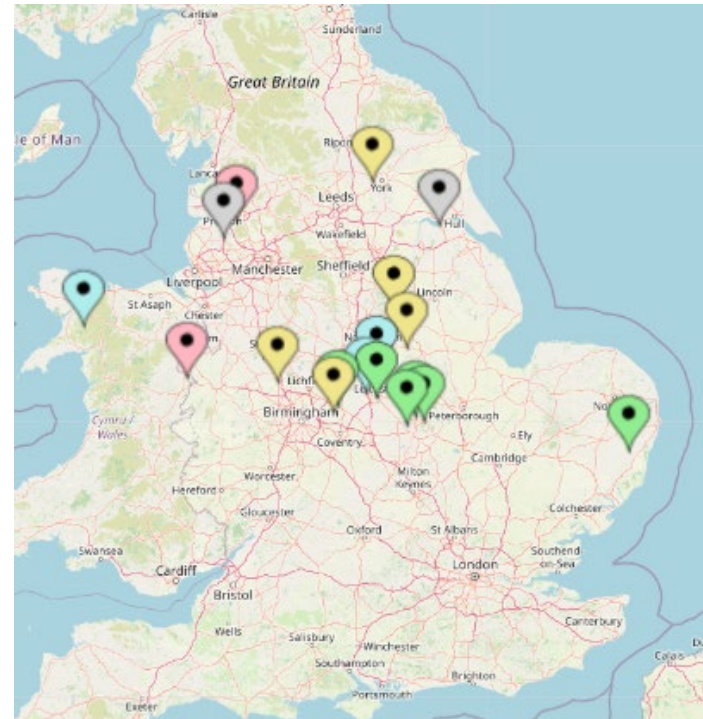 Carlisle
Sunderland
Great Britain
le of Man
Ripon
Lanca
York
Leeds
Hull
Wakefield
Manchester
Sheffield
Liverpool
Lincoln
St Asaph
Chester
Lichf
Birmingham
Peterborough
Cymru /
Wales
Coventry
Ely
Cambridge
Worcester
Milton
Keynes
Hereford
Gloucester
Colchester
Oxford
St Albans
Swansea
Southend
-on-Sea
London
Cardiff
Bristol
Canterbury
Wells
Salisbury
Winchester
Southampton
Calais
Brighton
Portsmouth
Exeter